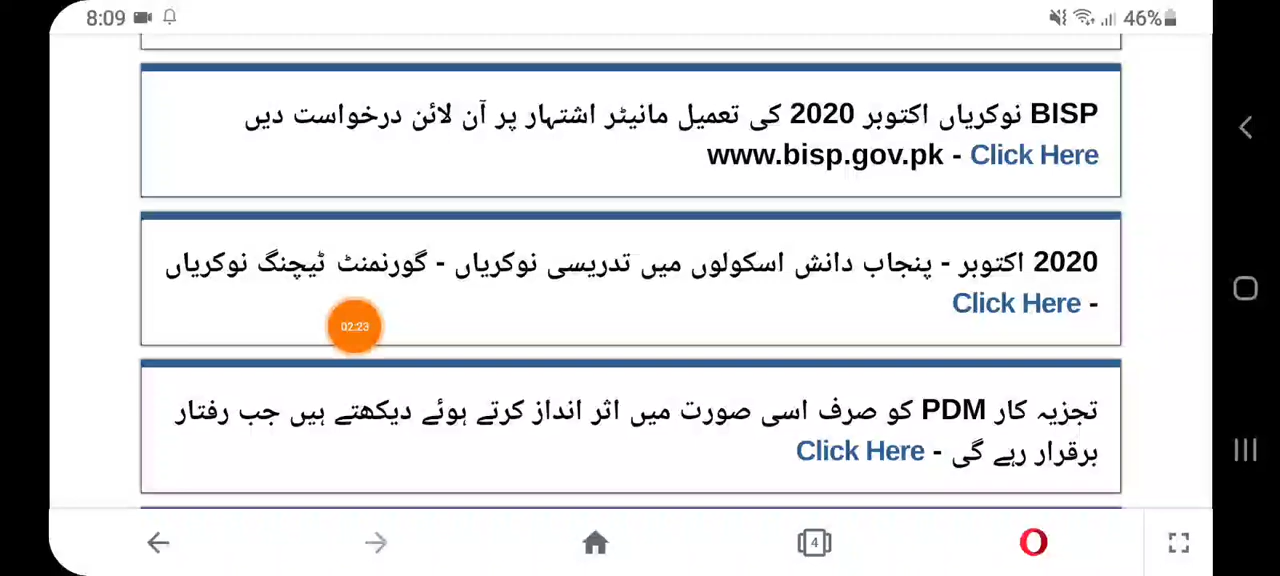 8:09
46%
BISP نوکریاں اکتوبر 2020 کی تعمیل مانیٹر اشتہار پر آن لائن درخواست دیں
www.bisp.gov.pk - Click Here
2020 اکتوبر - پنجاب دانش اسکولوں میں تدریسی نوکریاں - گورنمنٹ ٹیچنگ نوکریاں
- Click Here
02:23
تجزیہ کار PDM کو صرف اسی صورت میں اثر انداز کرتے ہوئے دیکھتے ہیں جب رفتار
برقرار رہے گی - Click Here
4